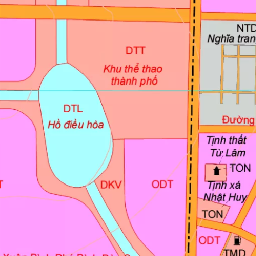 NTD
Nghĩa tran
DTT
Khu thể thao
thành phố
DTL
Hồ điều hòa
Đường
Tịnh thất
Từ Lâm
TON
Tịnh xá
Nhật Huy
DKV
ODT
T
TON
ODT
TMD